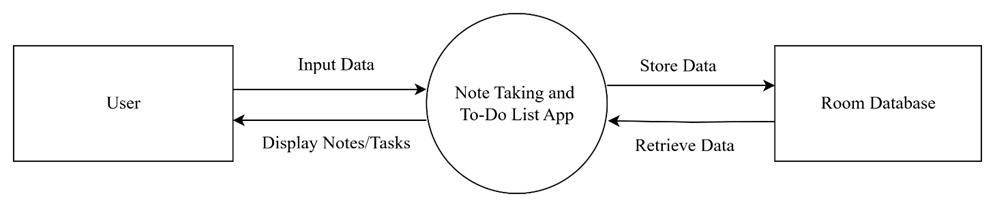 Input Data
Store Data
User
Note Taking and
To-Do List App
Room Database
Display Notes/Tasks
Retrieve Data